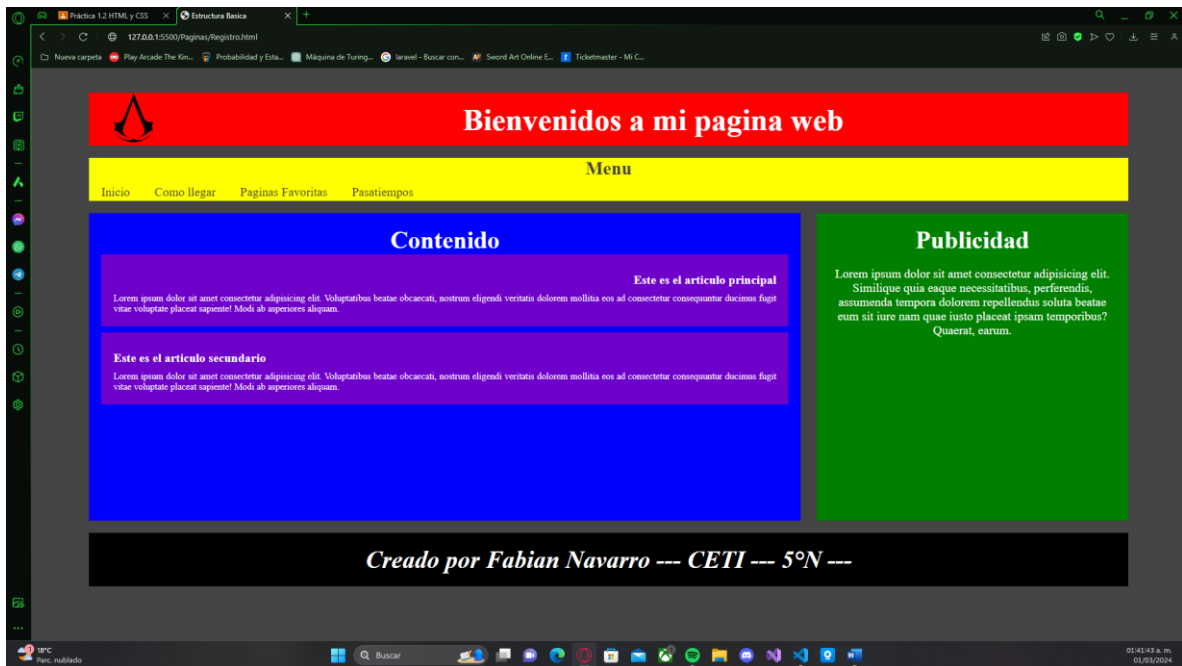 Práctica 1.2 HTML y CSS
Estructura Basica
127.0.0.1:5500/Paginas/Registro.html
Nueva carpeta
Play Arcade The Kin...
Probabilidad y Esta...
Máquina de Turing...
laravel - Buscar con...
Sword Art Online E...
Ticketmaster - Mi C...
Bienvenidos a mi pagina web
Menu
Inicio Como llegar Paginas Favoritas Pasatiempos
Contenido
Este es el articulo principal
Lorem ipsum dolor sit amet consectetur adipisicing elit. Voluptatibus beatae obcaecati, nostrum eligendi veritatis dolorem mollitia eos ad consectetur consequuntur ducimus fugit
vitae voluptate placeat sapiente! Modi ab asperiores aliquam.
Este es el articulo secundario
Lorem ipsum dolor sit amet consectetur adipisicing elit. Voluptatibus beatae obcaecati, nostrum eligendi veritatis dolorem mollitia eos ad consectetur consequuntur ducimus fugit
vitae voluptate placeat sapiente! Modi ab asperiores aliquam.
Publicidad
Lorem ipsum dolor sit amet consectetur adipisicing elit.
Similique quia eaque necessitatibus, perferendis,
assumenda tempora dolorem repellendus soluta beatae
eum sit iure nam quae iusto placeat ipsam temporibus?
Quaerat, earum.
Creado por Fabian Navarro --- CETI --- 5°N ---
1
18°C
Parc. nublado
Buscar
01:41:43 a. m.
01/03/2024